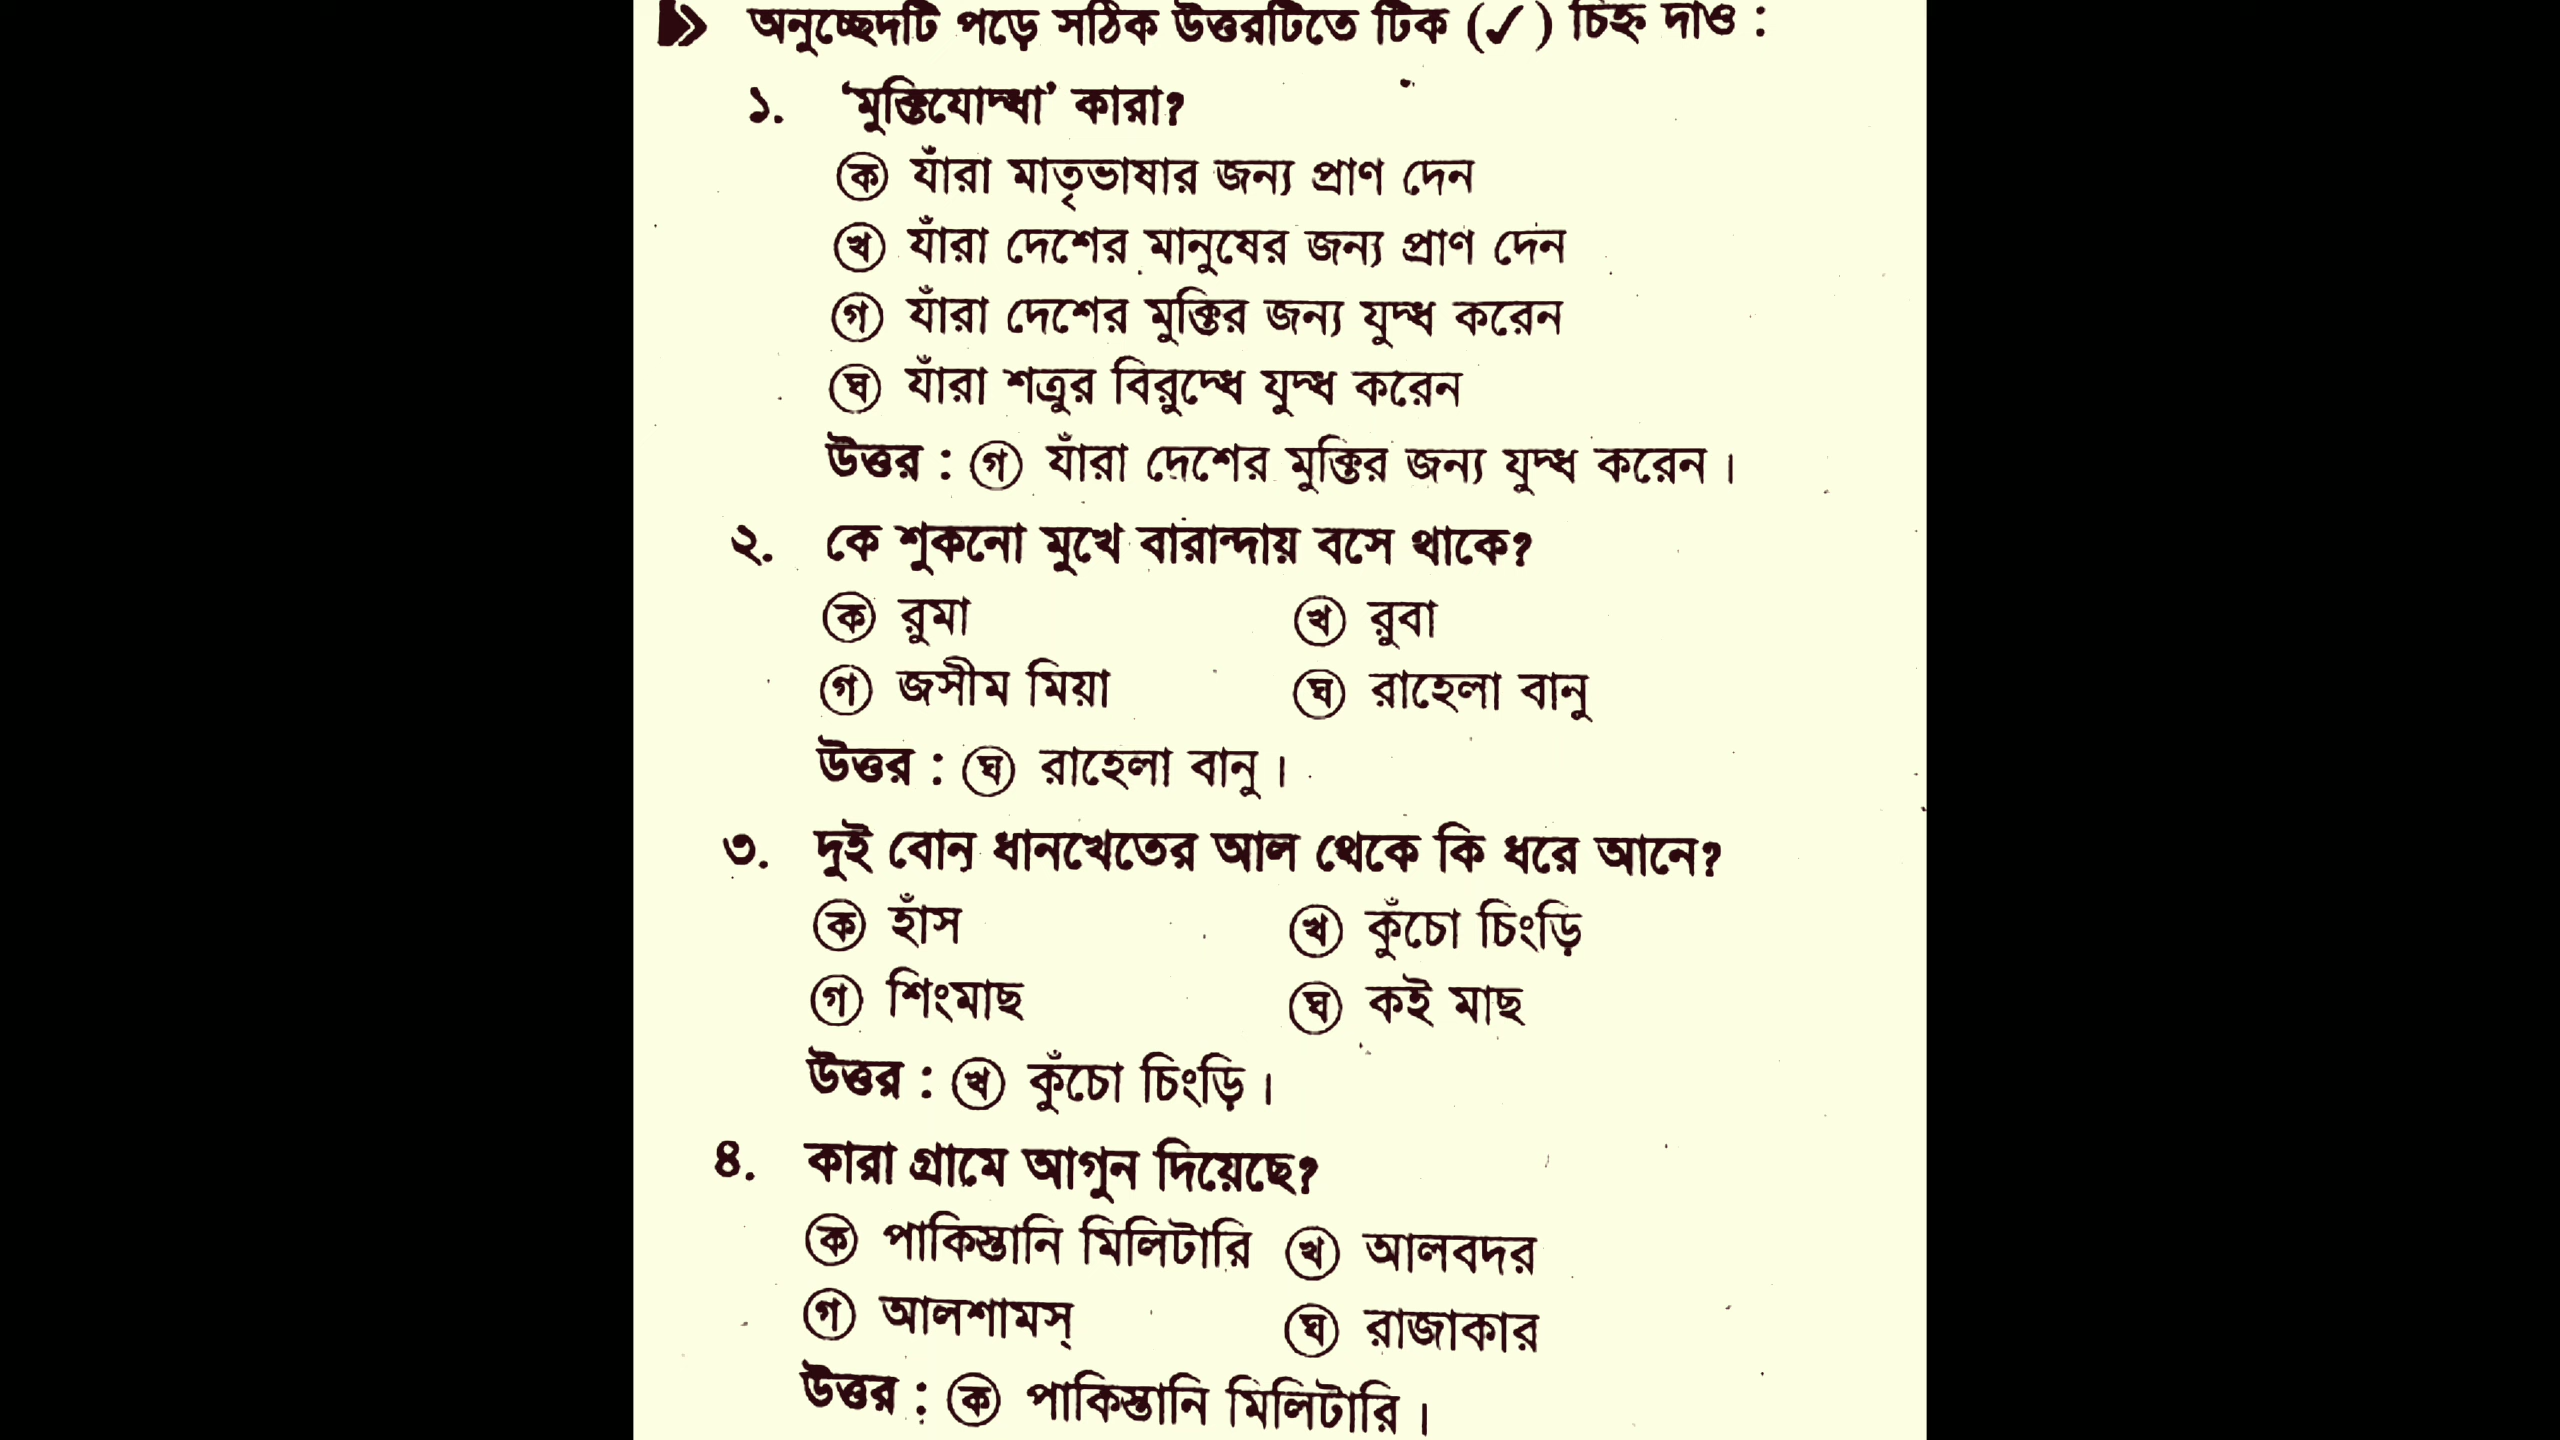 অনুচ্ছেদটি পড়ে সঠিক উত্তরটিতে টিক (✓) চিহ্ন দাও :
১. ‘মুক্তিযোদ্ধা’ কারা?
ক যাঁরা মাতৃভাষার জন্য প্রাণ দেন
খ যাঁরা দেশের মানুষের জন্য প্রাণ দেন
গ যাঁরা দেশের মুক্তির জন্য যুদ্ধ করেন
ঘ যাঁরা শত্রুর বিরুদ্ধে যুদ্ধ করেন
উত্তর : গ যাঁরা দেশের মুক্তির জন্য যুদ্ধ করেন।
২. কে শুকনো মুখে বারান্দায় বসে থাকে?
ক রুমা খ রুবা
গ জসীম মিয়া ঘ রাহেলা বানু
উত্তর : ঘ রাহেলা বানু।
৩. দুই বোন ধানখেতের আল থেকে কি ধরে আনে?
ক হাঁস খ কুঁচো চিংড়ি
গ শিংমাছ ঘ কই মাছ
উত্তর : খ কুঁচো চিংড়ি।
৪. কারা গ্রামে আগুন দিয়েছে?
ক পাকিস্তানি মিলিটারি খ আলবদর
গ আলশামস্ ঘ রাজাকার
উত্তর : ক পাকিস্তানি মিলিটারি।